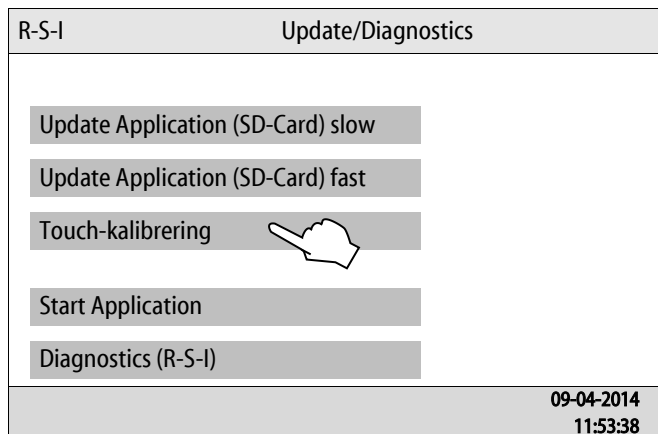 R-S-I Update/Diagnostics
Update Application (SD-Card) slow
Update Application (SD-Card) fast
Touch-kalibrering
Start Application
Diagnostics (R-S-I)
09-04-2014
11:53:38